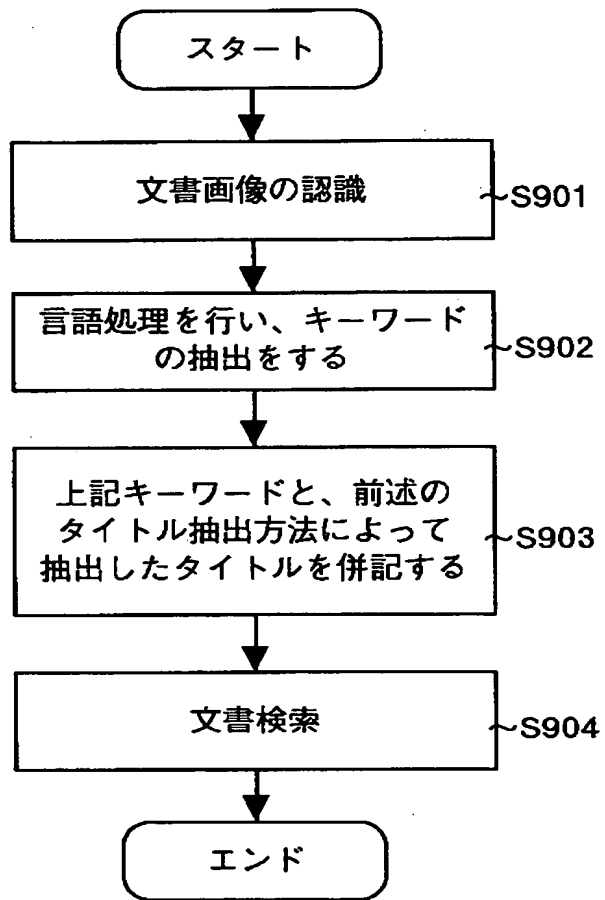 スタート
文書画像の認識
~S901
言語処理を行い、キーワード
の抽出をする
~S902
上記キーワードと、前述の
タイトル抽出方法によって
抽出したタイトルを併記する
~S903
文書検索
~S904
エンド